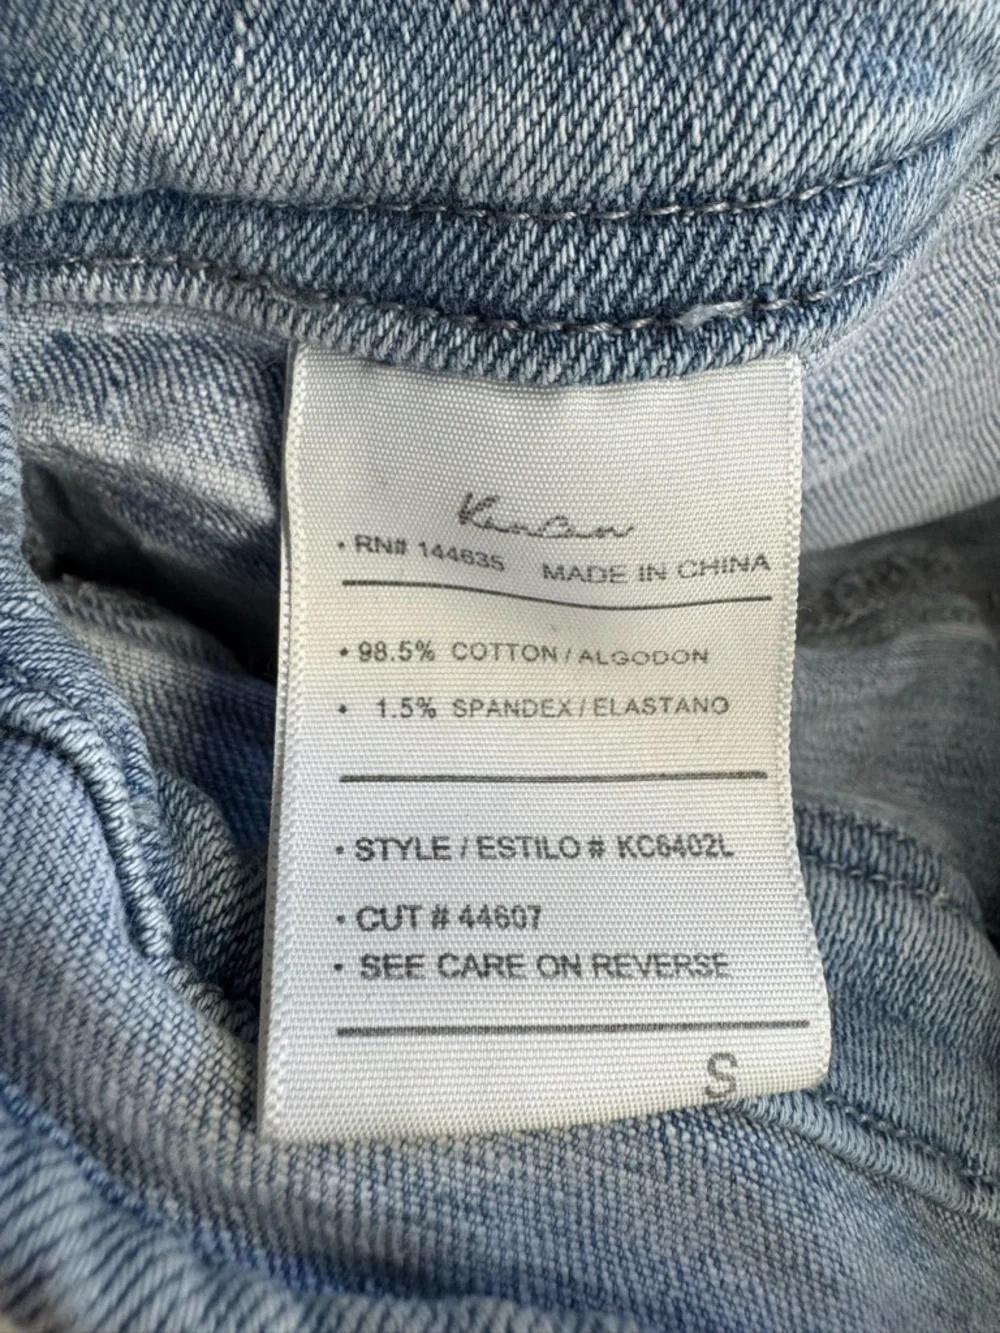 KanCan
• RN# 144635 MADE IN CHINA
• 98.5% COTTON / ALGODON
• 1.5% SPANDEX / ELASTANO
• STYLE / ESTILO # KC6402L
• CUT # 44607
• SEE CARE ON REVERSE
S